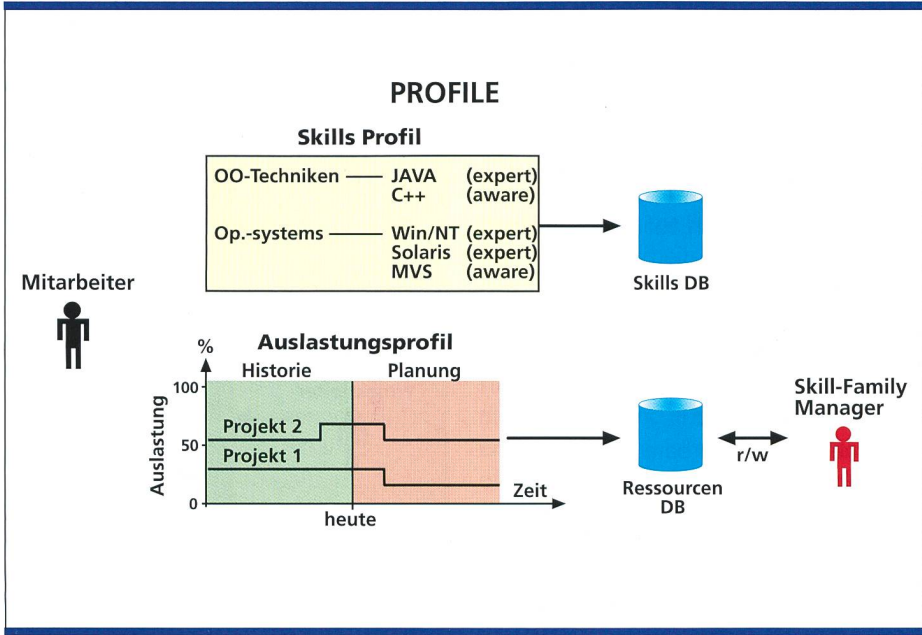 PROFILE
Skills Profil
OO-Techniken JAVA (expert)
C++ (aware)
Op.-systems Win/NT (expert)
Solaris (expert)
MVS (aware)
Skills DB
Mitarbeiter
Auslastungsprofil
%
Historie Planung
100
Projekt 2
50
Projekt 1
0
Auslastung
Zeit
heute
Ressourcen
DB
r/w
Skill-Family
Manager